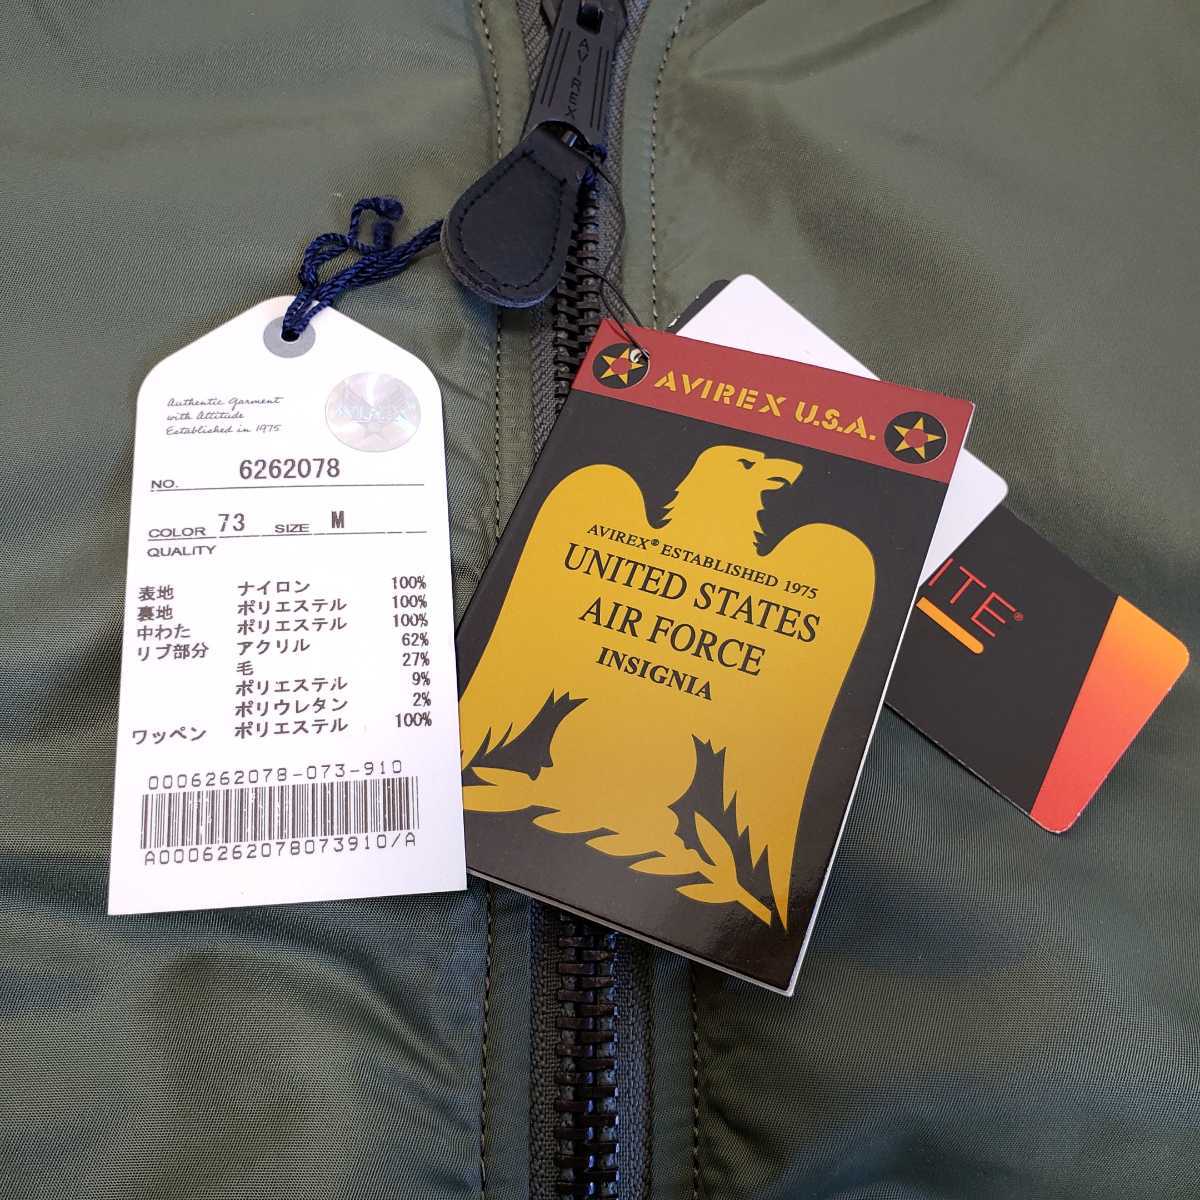 AVIREX
Authentic Garment
with Attitude
Established in 1975
AVIREX
NO. 6262078
COLOR 73 SIZE M
QUALITY
表地 ナイロン 100%
裏地 ポリエステル 100%
中わた ポリエステル 100%
リブ部分 アクリル 62%
毛 27%
ポリエステル 9%
ポリウレタン 2%
ワッペン ポリエステル 100%
0006262078-073-910
A0006262078073910/A
AVIREX U.S.A.
AVIREX® ESTABLISHED 1975
UNITED STATES
AIR FORCE
INSIGNIA
ITE®